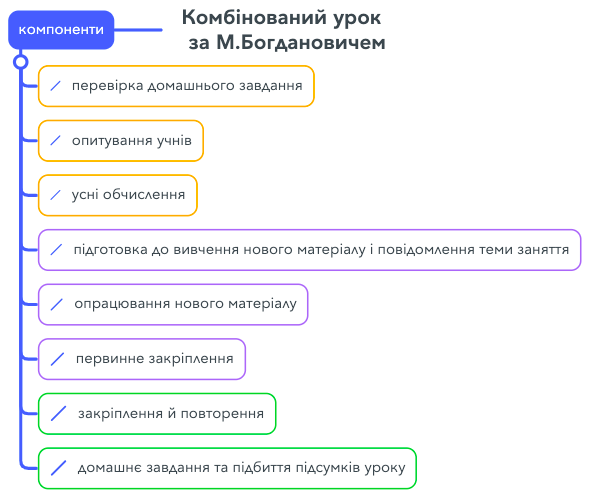 Комбінований урок
за М.Богдановичем
компоненти
перевірка домашнього завдання
опитування учнів
усні обчислення
підготовка до вивчення нового матеріалу і повідомлення теми заняття
опрацювання нового матеріалу
первинне закріплення
закріплення й повторення
домашнє завдання та підбиття підсумків уроку